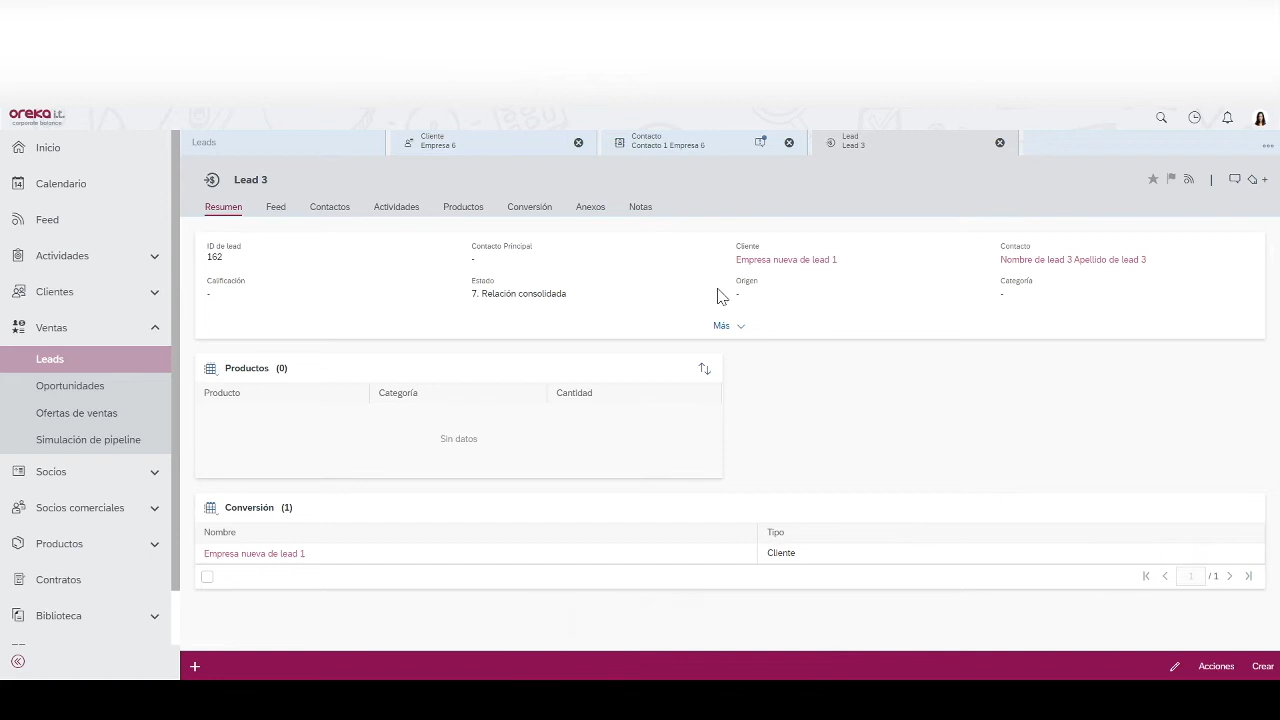 oreka i.t.
corporate balance.
Inicio
14
Calendario
Feed
Actividades
Clientes
Ventas
Leads
Oportunidades
Ofertas de ventas
Simulación de pipeline
Socios
Socios comerciales
Productos
Contratos
Biblioteca
Leads
Cliente
Empresa 6
Contacto
Contacto 1 Empresa 6
Lead
Lead 3
Lead 3
Resumen Feed Contactos Actividades Productos Conversión Anexos Notas
ID de lead Contacto Principal Cliente Contacto
162 - Empresa nueva de lead 1 Nombre de lead 3 Apellido de lead 3
Calificación Estado Origen Categoría
- 7. Relación consolidada - -
Más
Productos (0)
Producto Categoría Cantidad
Sin datos
Conversión (1)
Nombre Tipo
Empresa nueva de lead 1 Cliente
1 / 1
Acciones Crear